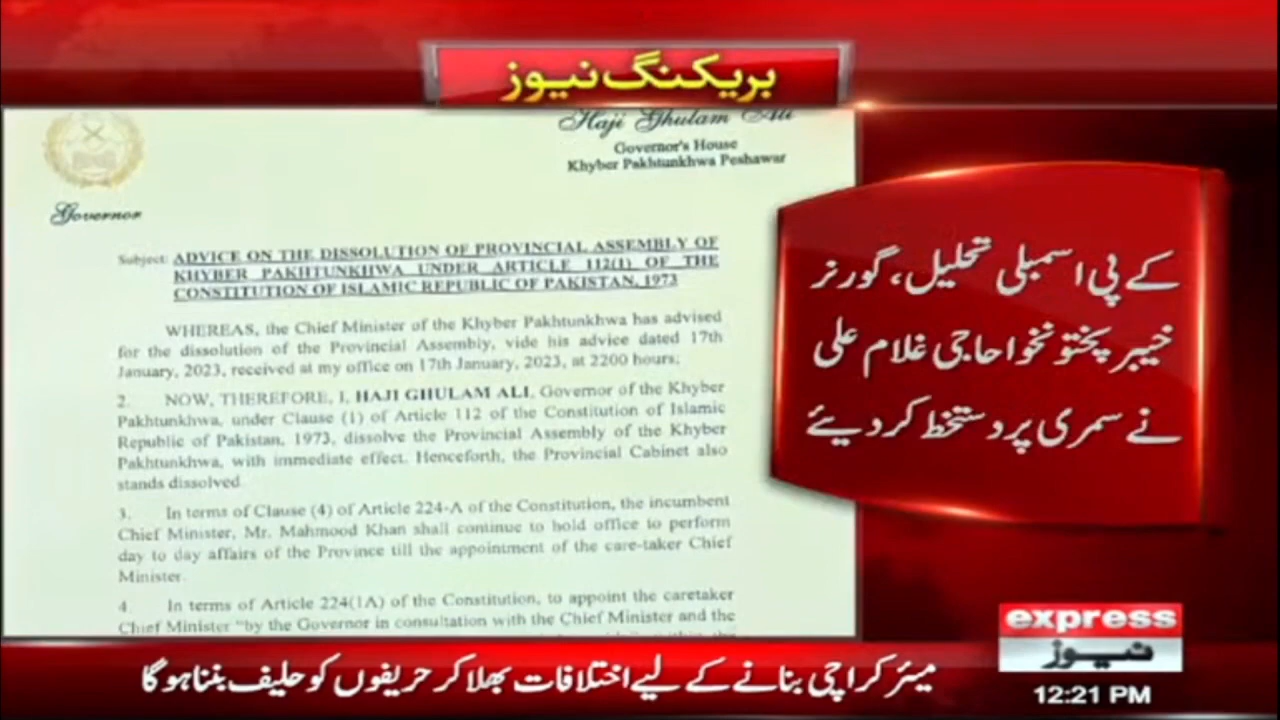 بریکنگ نیوز
Haji Ghulam Ali
Governor's House
Khyber Pakhtunkhwa Peshawar
Governor
Subject: ADVICE ON THE DISSOLUTION OF PROVINCIAL ASSEMBLY OF
KHYBER PAKHTUNKHWA UNDER ARTICLE 112(1) OF THE
CONSTITUTION OF ISLAMIC REPUBLIC OF PAKISTAN, 1973
WHEREAS, the Chief Minister of the Khyber Pakhtunkhwa has advised
for the dissolution of the Provincial Assembly, vide his advice dated 17th
January, 2023, received at my office on 17th January, 2023, at 2200 hours;
2. NOW, THEREFORE, I, HAJI GHULAM ALI, Governor of the Khyber
Pakhtunkhwa, under Clause (1) of Article 112 of the Constitution of Islamic
Republic of Pakistan, 1973, dissolve the Provincial Assembly of the Khyber
Pakhtunkhwa, with immediate effect. Henceforth, the Provincial Cabinet also
stands dissolved
3. In terms of Clause (4) of Article 224-A of the Constitution, the incumbent
Chief Minister, Mr. Mahmood Khan shall continue to hold office to perform
day to day affairs of the Province till the appointment of the care-taker Chief
Minister.
4 In terms of Article 224(1A) of the Constitution, to appoint the caretaker
Chief Minister "by the Governor in consultation with the Chief Minister and the
کے پی اسمبلی تحلیل، گورنر
خیبر پختونخوا حاجی غلام علی
نے سمری پر دستخط کر دیئے
express
نیوز
12:21 PM
میئر کراچی بنانے کے لیے اختلافات بھلا کر حریفوں کو حلیف بننا ہوگا